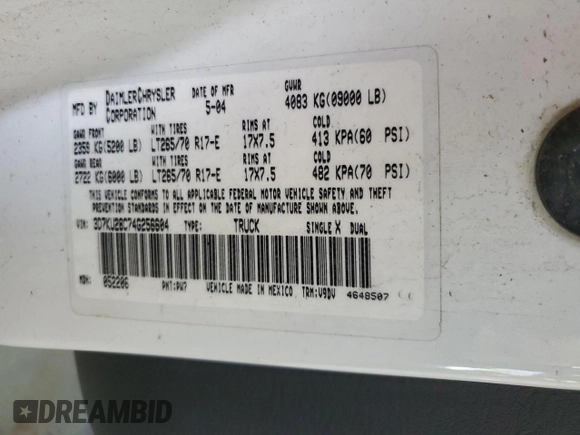 MFD BY DAIMLERCHRYSLER CORPORATION DATE OF MFR 5-04 GVWR 4083 KG(09000 LB)
GAWR FRONT WITH TIRES RIMS AT COLD
2359 KG(5200 LB) LT265/70 R17-E 17X7.5 413 KPA(60 PSI)
GAWR REAR WITH TIRES RIMS AT COLD
2722 KG(6000 LB) LT265/70 R17-E 17X7.5 482 KPA(70 PSI)
THIS VEHICLE CONFORMS TO ALL APPLICABLE FEDERAL MOTOR VEHICLE SAFETY AND THEFT
PREVENTION STANDARDS IN EFFECT ON THE DATE OF MANUFACTURE SHOWN ABOVE.
VIN: 3D7KU28C74G256604 TYPE: TRUCK SINGLE X DUAL
MDH: 052206 PNT:PW7 VEHICLE MADE IN MEXICO TRM:V9DV 4648507
DREAMBID